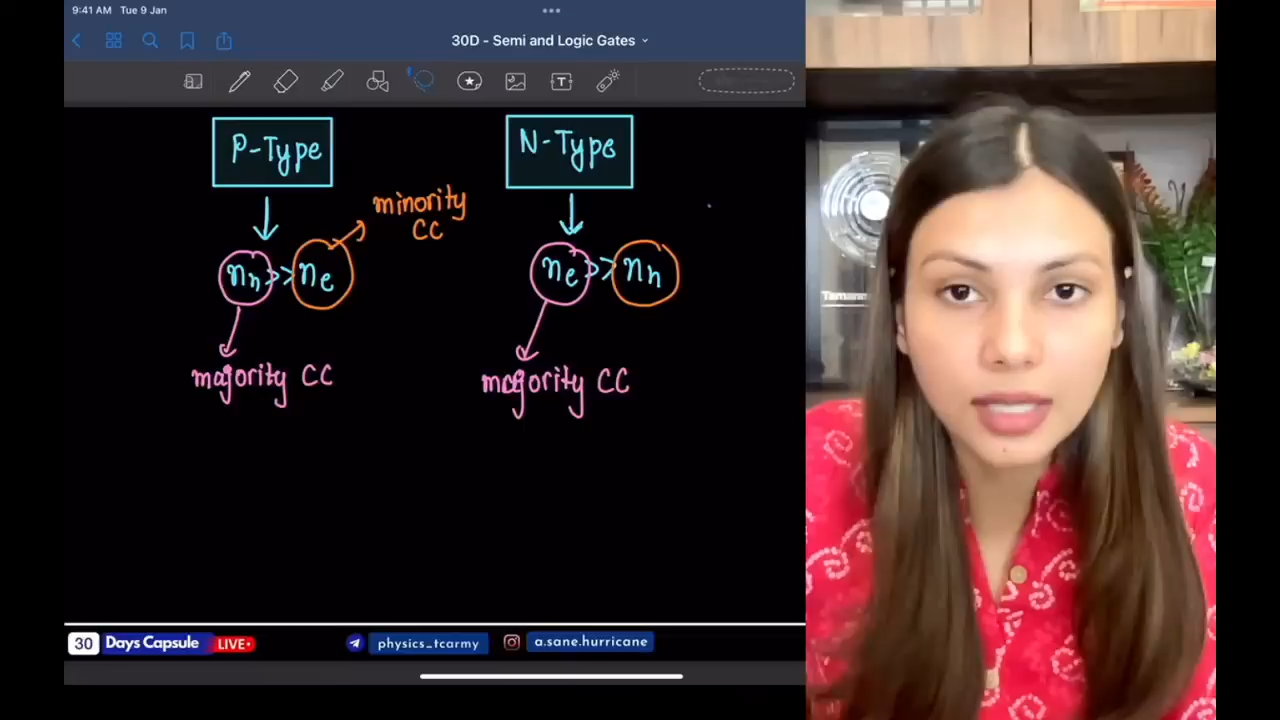 9:41 AM Tue 9 Jan
30D - Semi and Logic Gates
P-Type
N-Type
minority
CC
nh >> ne
ne >> nh
majority CC
majority CC
30 Days Capsule LIVE
physics_tcarmy
a.sane.hurricane